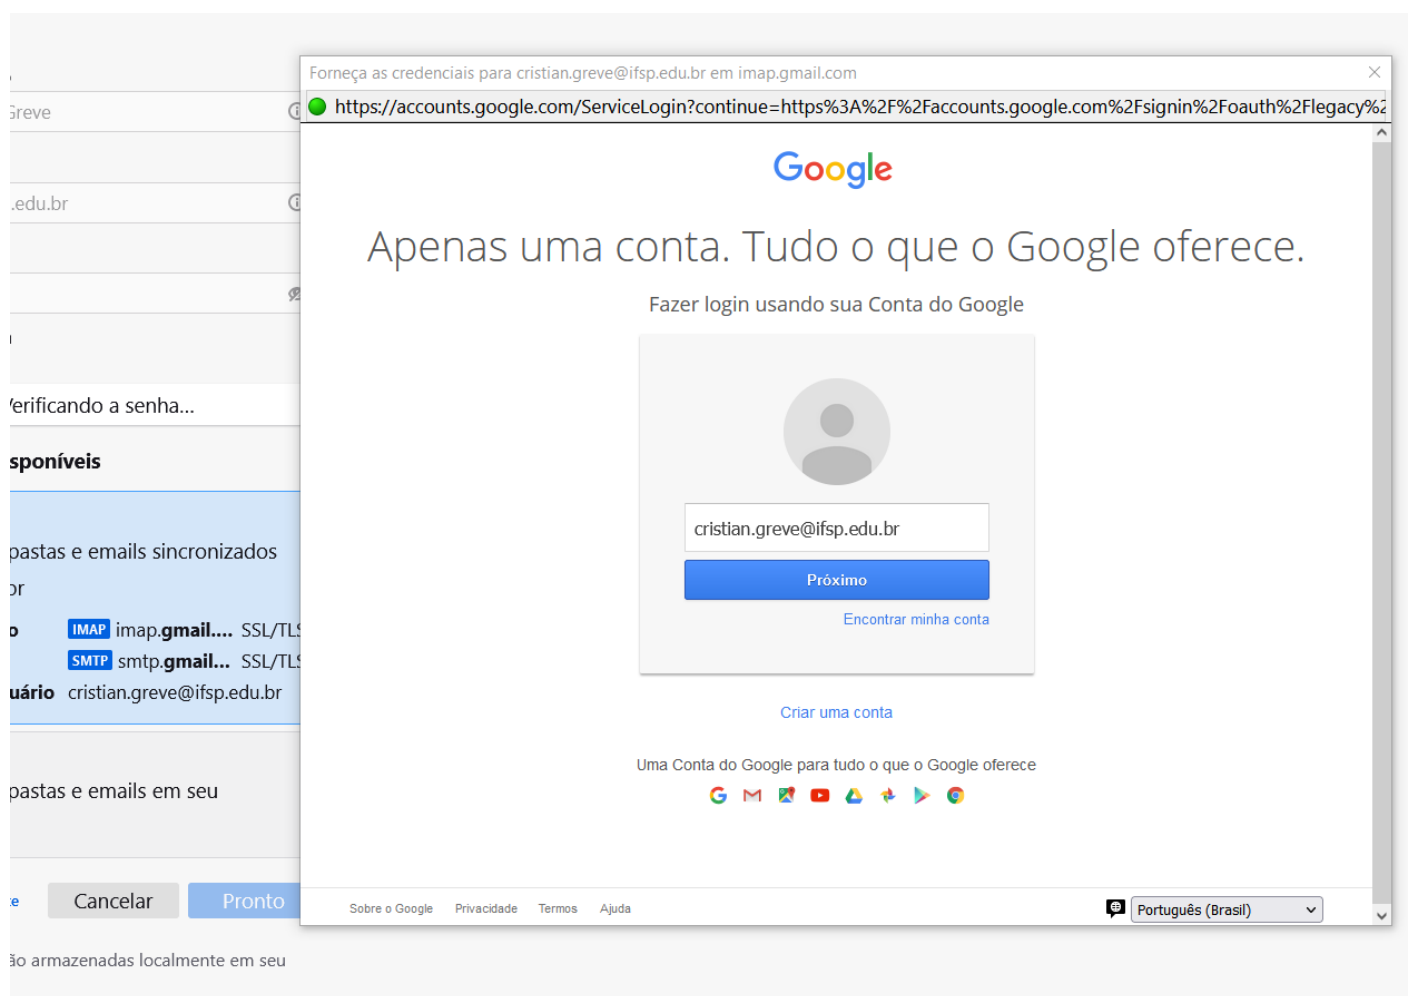 Forneça as credenciais para cristian.greve@ifsp.edu.br em imap.gmail.com
https://accounts.google.com/ServiceLogin?continue=https%3A%2F%2Faccounts.google.com%2Fsignin%2Foauth%2Flegacy%2
Google
Apenas uma conta. Tudo o que o Google oferece.
Fazer login usando sua Conta do Google
cristian.greve@ifsp.edu.br
Próximo
Encontrar minha conta
Criar uma conta
Uma Conta do Google para tudo o que o Google oferece
Sobre o Google Privacidade Termos Ajuda
Português (Brasil)
Greve
.edu.br
Verificando a senha...
sponíveis
pastas e emails sincronizados
or
o IMAP imap.gmail.... SSL/TLS
SMTP smtp.gmail... SSL/TLS
uário cristian.greve@ifsp.edu.br
pastas e emails em seu
te Cancelar Pronto
ão armazenadas localmente em seu